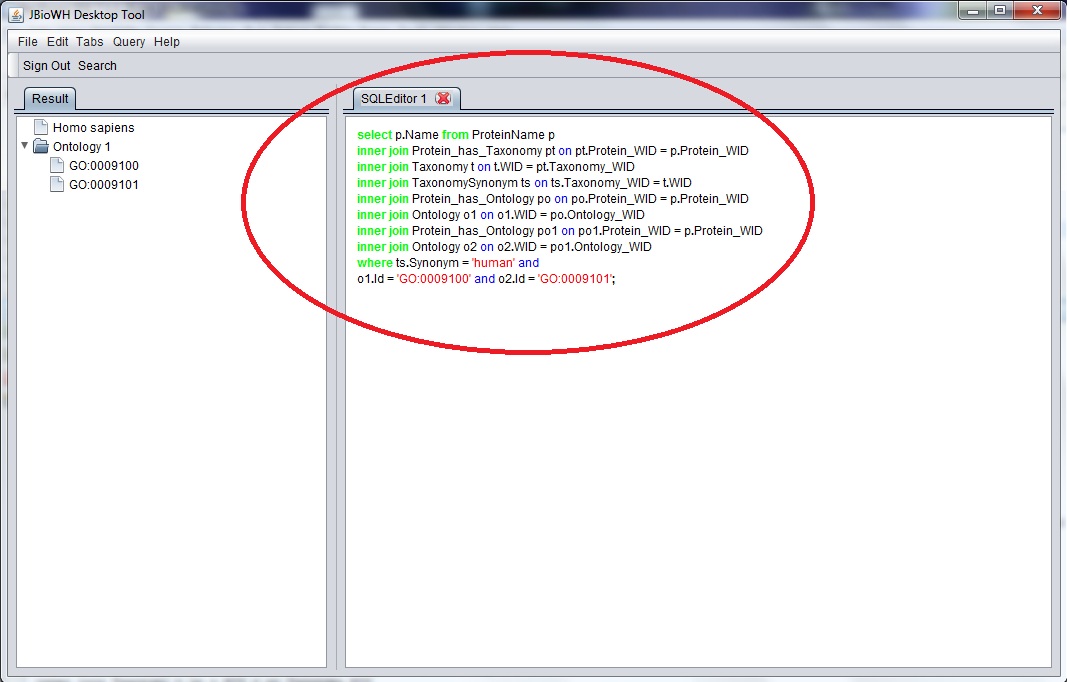 JBioWH Desktop Tool
File Edit Tabs Query Help
Sign Out Search
Result
Homo sapiens
Ontology 1
GO:0009100
GO:0009101
SQLEditor 1
select p.Name from ProteinName p
inner join Protein_has_Taxonomy pt on pt.Protein_WID = p.Protein_WID
inner join Taxonomy t on t.WID = pt.Taxonomy_WID
inner join TaxonomySynonym ts on ts.Taxonomy_WID = t.WID
inner join Protein_has_Ontology po on po.Protein_WID = p.Protein_WID
inner join Ontology o1 on o1.WID = po.Ontology_WID
inner join Protein_has_Ontology po1 on po1.Protein_WID = p.Protein_WID
inner join Ontology o2 on o2.WID = po1.Ontology_WID
where ts.Synonym = 'human' and
o1.Id = 'GO:0009100' and o2.Id = 'GO:0009101';